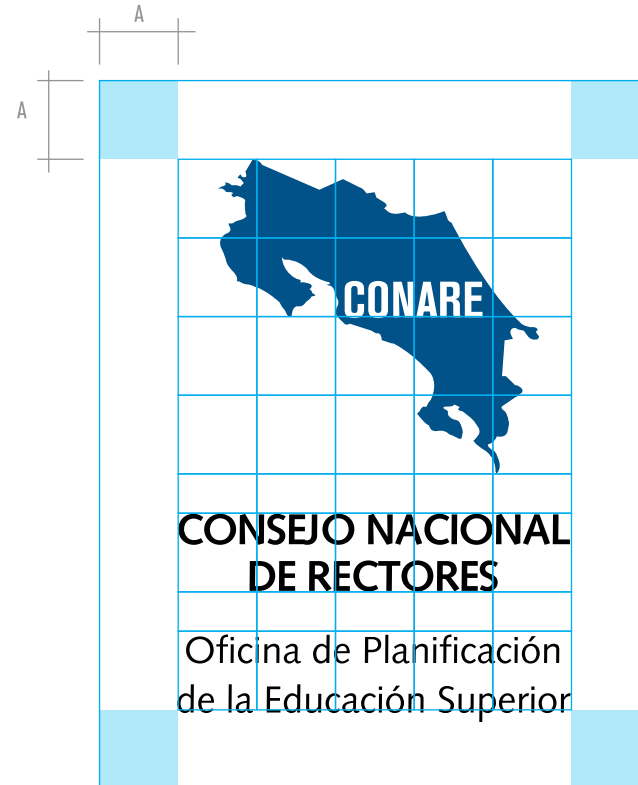 A
A
CONARE
CONSEJO NACIONAL
DE RECTORES
Oficina de Planificación
de la Educación Superior